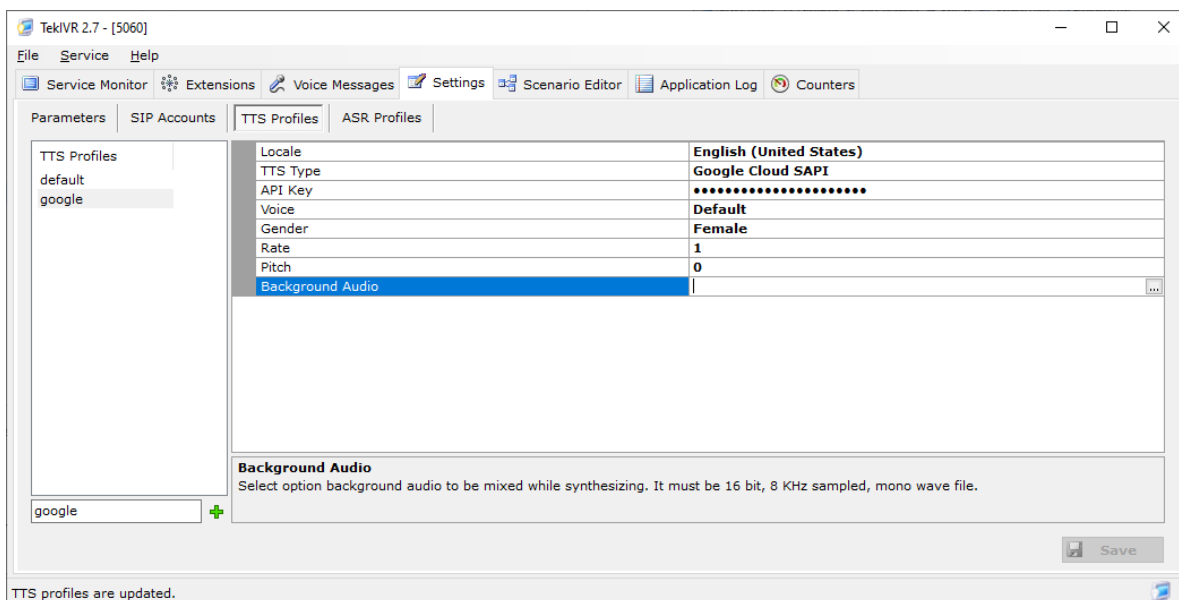 TekIVR 2.7 - [5060]
File Service Help
Service Monitor Extensions Voice Messages Settings Scenario Editor Application Log Counters
Parameters SIP Accounts TTS Profiles ASR Profiles
TTS Profiles
default
google
Locale English (United States)
TTS Type Google Cloud SAPI
API Key ••••••••••••••••••••••
Voice Default
Gender Female
Rate 1
Pitch 0
Background Audio ...
Background Audio
Select option background audio to be mixed while synthesizing. It must be 16 bit, 8 KHz sampled, mono wave file.
google
Save
TTS profiles are updated.